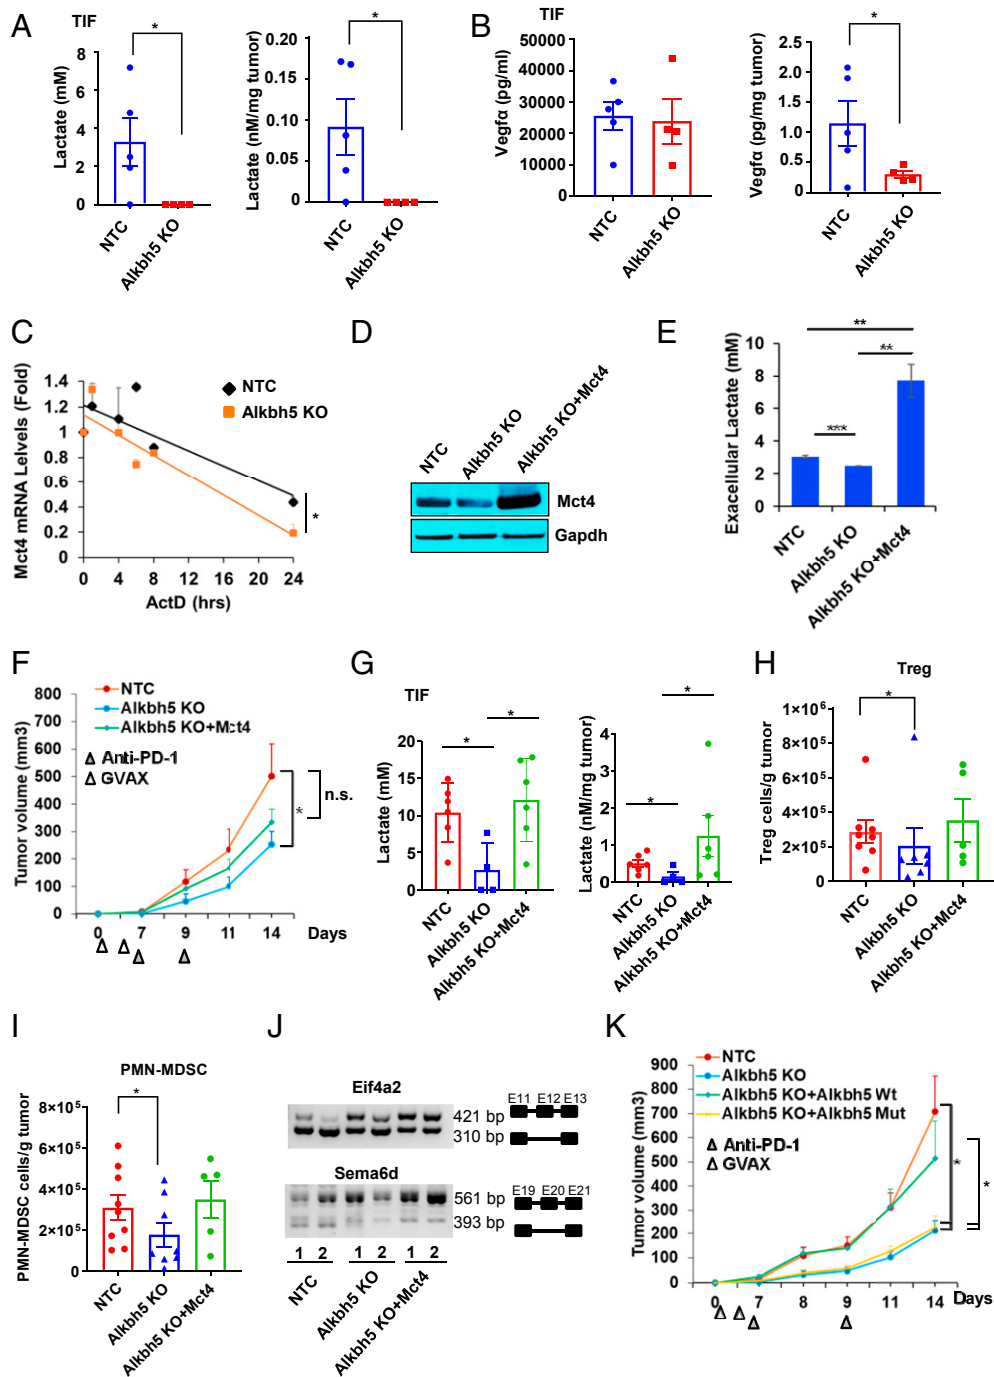 A
TIF
*
Lactate (mM)
8
6
4
2
0
NTC
Alkbh5 KO
*
Lactate (nM/mg tumor)
0.20
0.15
0.10
0.05
0.00
NTC
Alkbh5 KO
B
TIF
Vegfα (pg/ml)
50000
40000
30000
20000
10000
0
NTC
Alkbh5 KO
*
Vegfα (pg/mg tumor)
2.5
2.0
1.5
1.0
0.5
0
NTC
Alkbh5 KO
C
Mct4 mRNA Lelvels (Fold)
1.4
1.2
1
0.8
0.6
0.4
0.2
0
NTC
Alkbh5 KO
*
0 4 8 12 16 20 24
ActD (hrs)
D
NTC
Alkbh5 KO
Alkbh5 KO+Mct4
Mct4
Gapdh
E
Exacellular Lactate (mM)
10
8
6
4
2
0
**
**
***
NTC
Alkbh5 KO
Alkbh5 KO+Mct4
F
NTC
Alkbh5 KO
Alkbh5 KO+Mct4
Anti-PD-1
GVAX
Tumor volume (mm3)
800
700
600
500
400
300
200
100
0
* n.s.
0 7 9 11 14 Days
G
TIF
Lactate (mM)
20
15
10
5
0
* *
NTC
Alkbh5 KO
Alkbh5 KO+Mct4
Lactate (nM/mg tumor)
4
2
1
0
* *
NTC
Alkbh5 KO
Alkbh5 KO+Mct4
H
Treg
*
Treg cells/g tumor
1×10⁶
8×10⁵
6×10⁵
4×10⁵
2×10⁵
0
NTC
Alkbh5 KO
Alkbh5 KO+Mct4
I
PMN-MDSC
*
PMN-MDSC cells/g tumor
8×10⁵
6×10⁵
4×10⁵
2×10⁵
0
NTC
Alkbh5 KO
Alkbh5 KO+Mct4
J
Eif4a2
421 bp
310 bp
E11 E12 E13
Sema6d
561 bp
393 bp
E19 E20 E21
1 2 1 2 1 2
NTC
Alkbh5 KO
Alkbh5 KO+Mct4
K
NTC
Alkbh5 KO
Alkbh5 KO+Alkbh5 Wt
Alkbh5 KO+Alkbh5 Mut
Anti-PD-1
GVAX
Tumor volume (mm3)
900
800
700
600
500
400
300
200
100
0
* *
0 7 8 9 11 14 Days